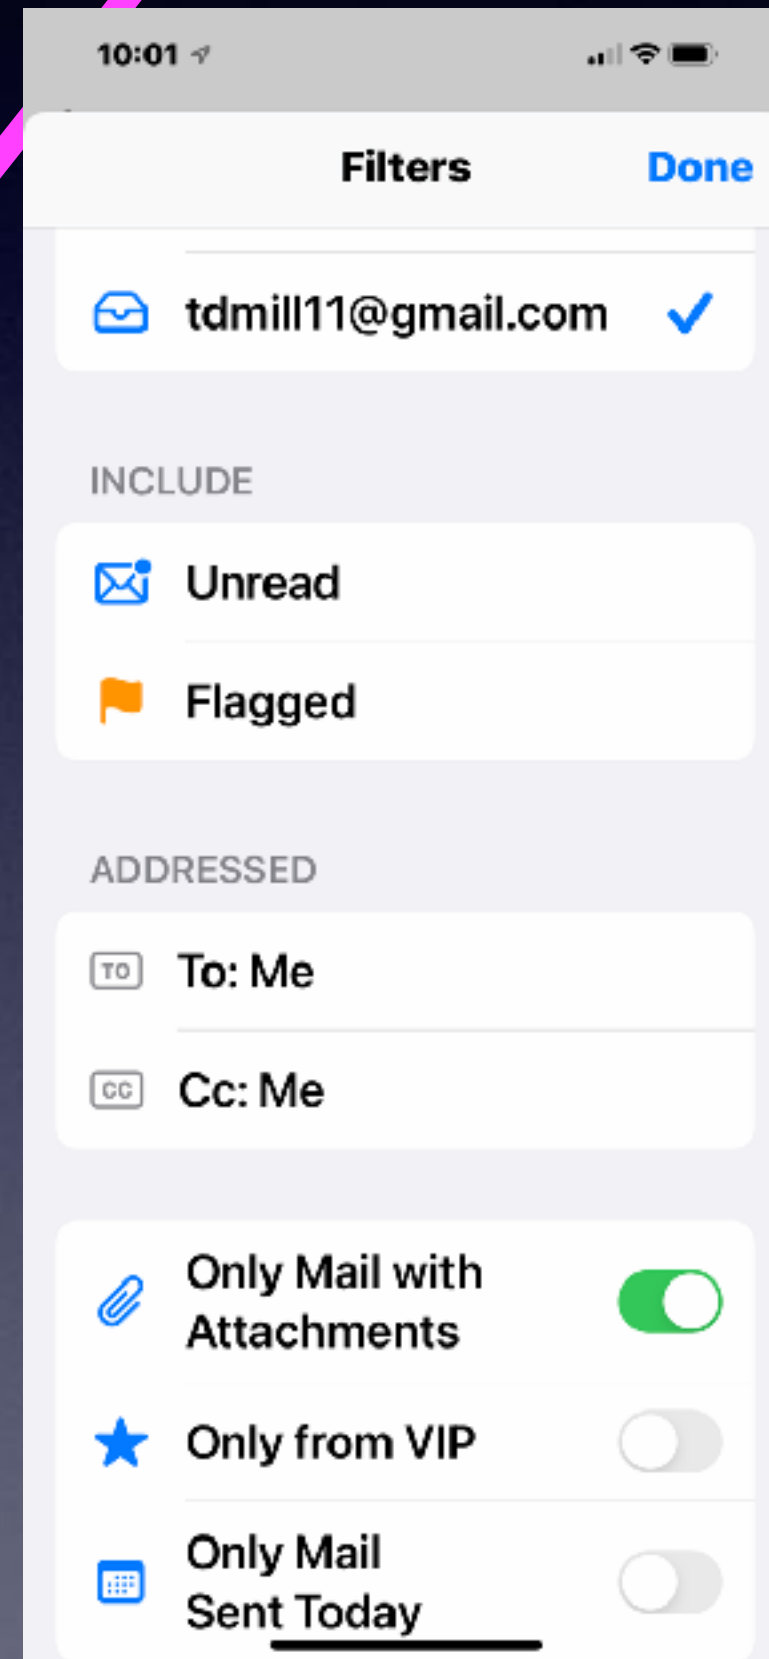 10:01
Filters
Done
tdmill11@gmail.com
INCLUDE
Unread
Flagged
ADDRESSED
TO To: Me
CC Cc: Me
Only Mail with
Attachments
Only from VIP
Only Mail
Sent Today